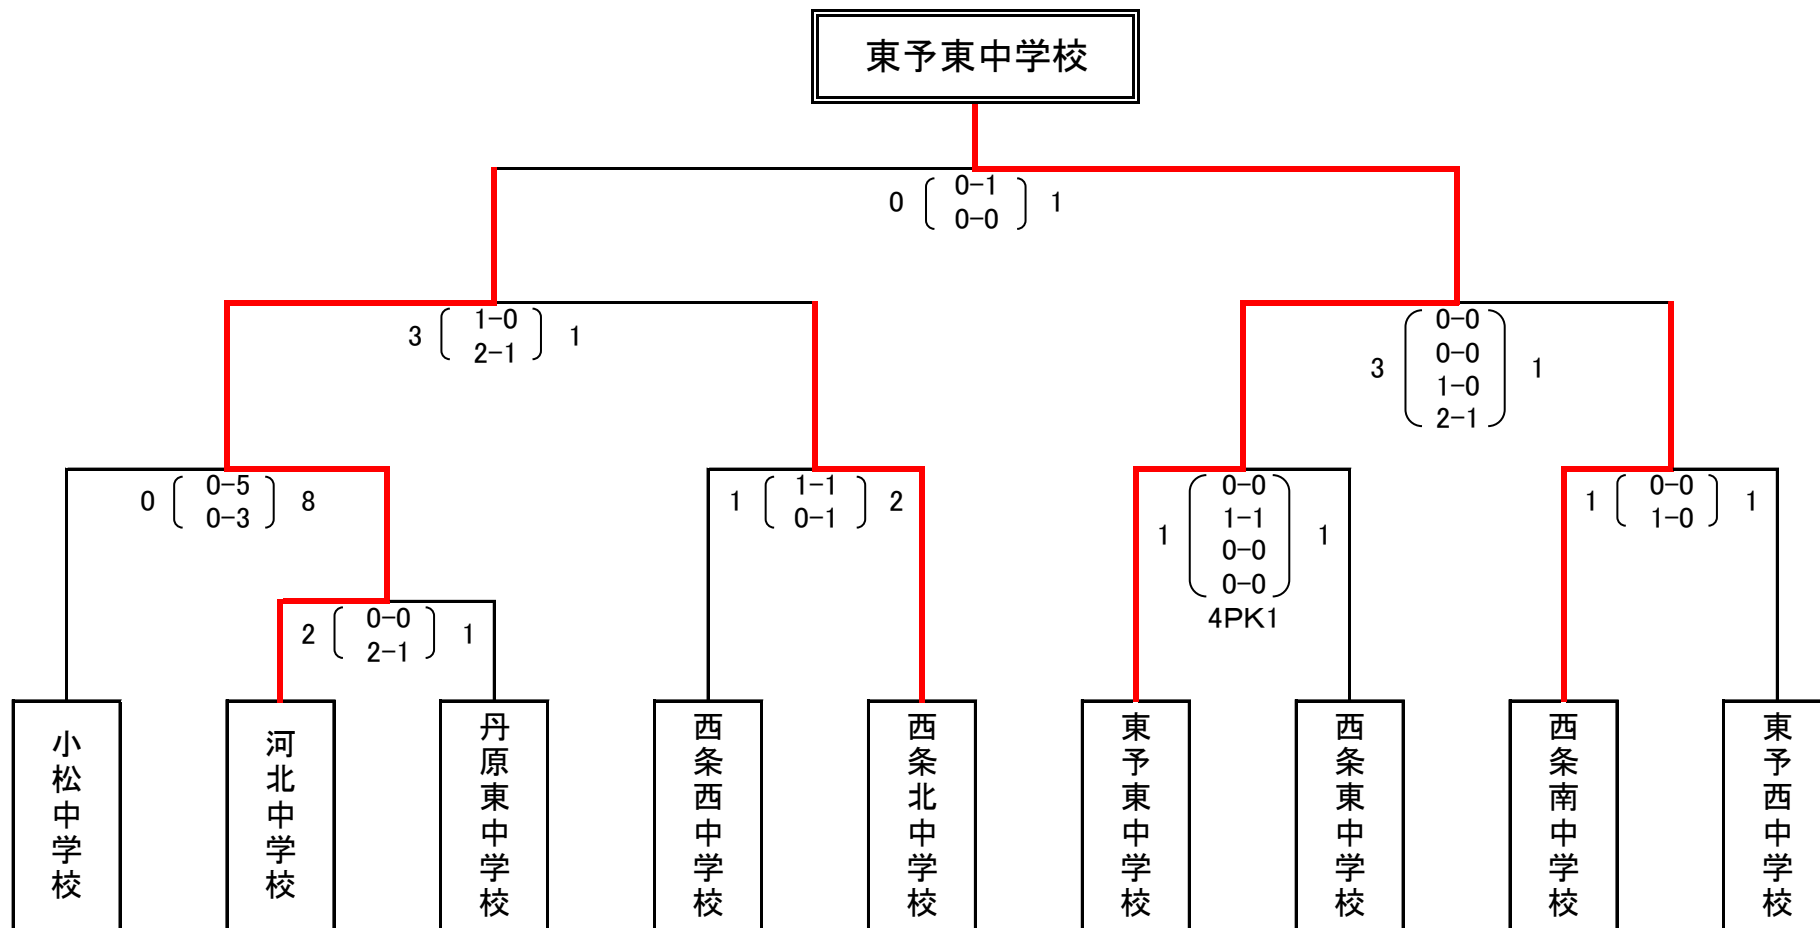 東予東中学校
0 ( 0-1 ) 1
0-0
3 ( 1-0 ) 1
2-1
3 ( 0-0 ) 1
0-0
1-0
2-1
0 ( 0-5 ) 8
0-3
1 ( 1-1 ) 2
0-1
1 ( 0-0 ) 1
1-1
0-0
0-0
4PK1
1 ( 0-0 ) 1
1-0
2 ( 0-0 ) 1
2-1
小松中学校
河北中学校
丹原東中学校
西条西中学校
西条北中学校
東予東中学校
西条東中学校
西条南中学校
東予西中学校